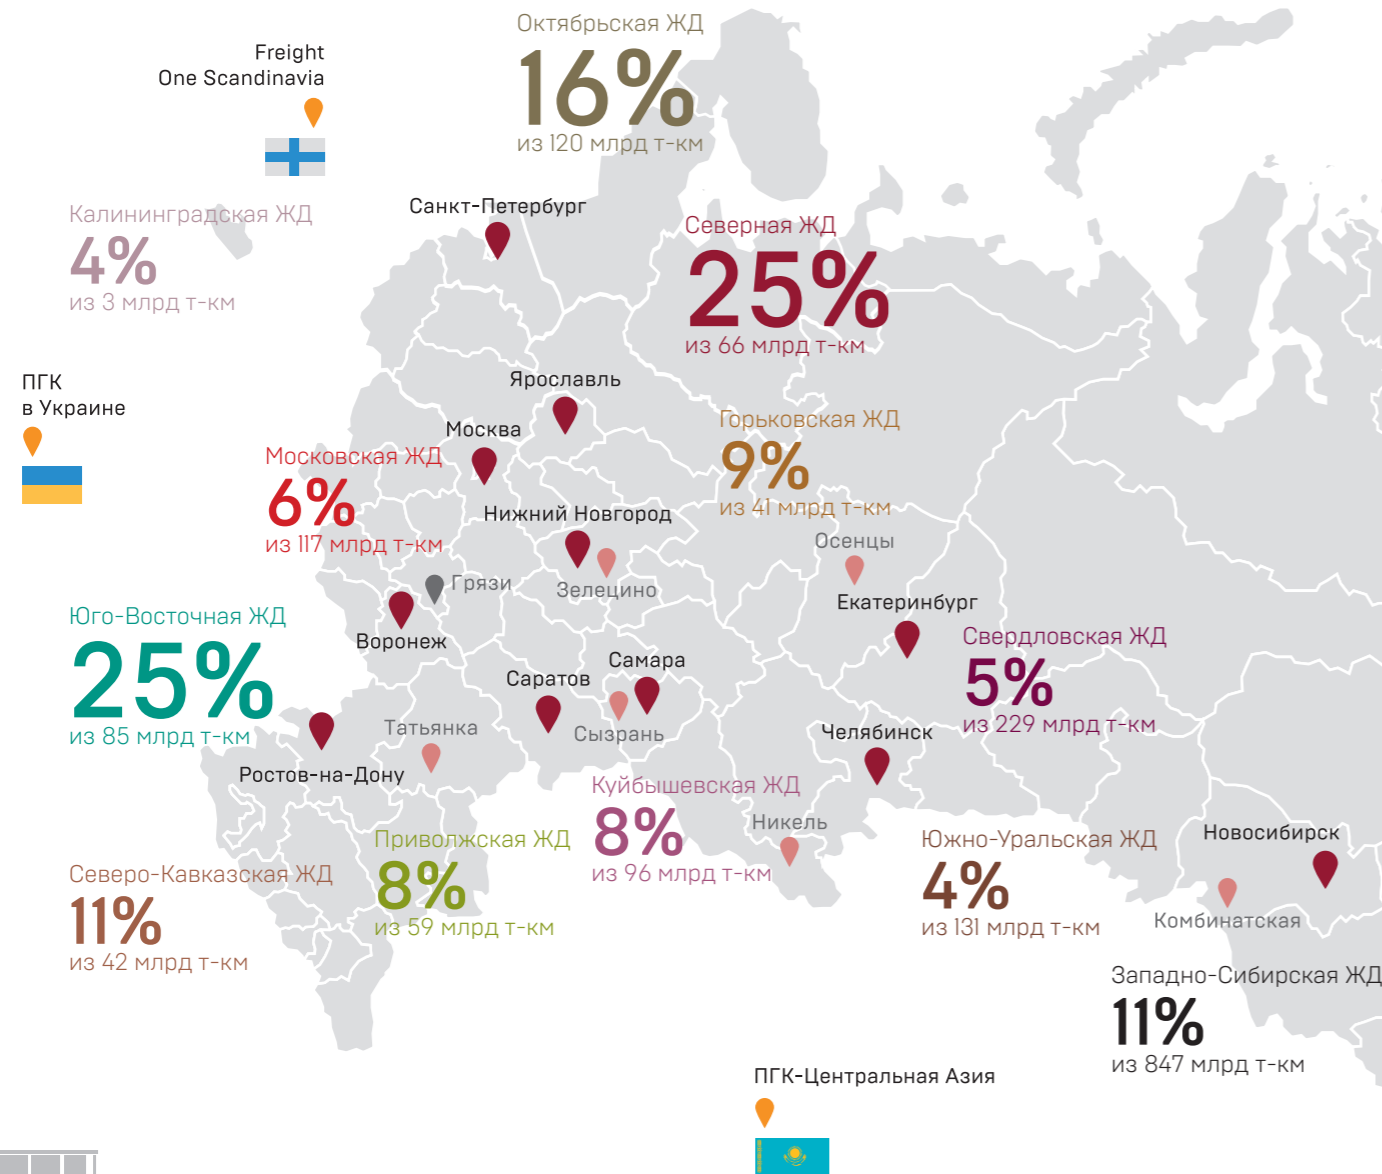 Октябрьская ЖД
16%
из 120 млрд т-км
Freight
One Scandinavia
Калининградская ЖД
4%
из 3 млрд т-км
Санкт-Петербург
Северная ЖД
25%
из 66 млрд т-км
ПГК
в Украине
Ярославль
Москва
Московская ЖД
6%
из 117 млрд т-км
Горьковская ЖД
9%
из 41 млрд т-км
Нижний Новгород
Зелецино
Осенцы
Грязи
Воронеж
Екатеринбург
Юго-Восточная ЖД
25%
из 85 млрд т-км
Свердловская ЖД
5%
из 229 млрд т-км
Самара
Саратов
Сызрань
Татьянка
Ростов-на-Дону
Челябинск
Куйбышевская ЖД
8%
из 96 млрд т-км
Никель
Приволжская ЖД
8%
из 59 млрд т-км
Южно-Уральская ЖД
4%
из 131 млрд т-км
Новосибирск
Комбинатская
Северо-Кавказская ЖД
11%
из 42 млрд т-км
Западно-Сибирская ЖД
11%
из 847 млрд т-км
ПГК-Центральная Азия